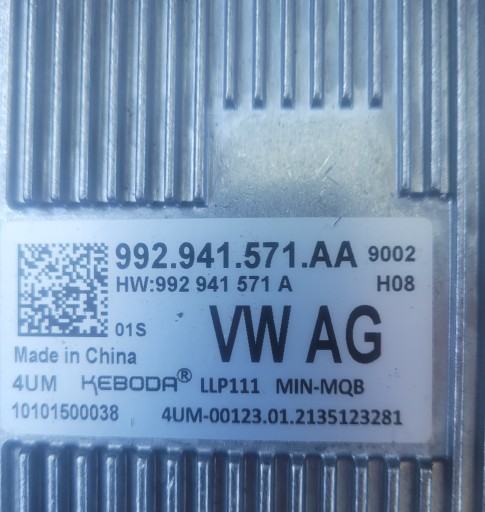 992.941.571.AA 9002
HW:992 941 571 A H08
01S VW AG
Made in China
4UM KEBODA® LLP111 MIN-MQB
10101500038 4UM-00123.01.2135123281